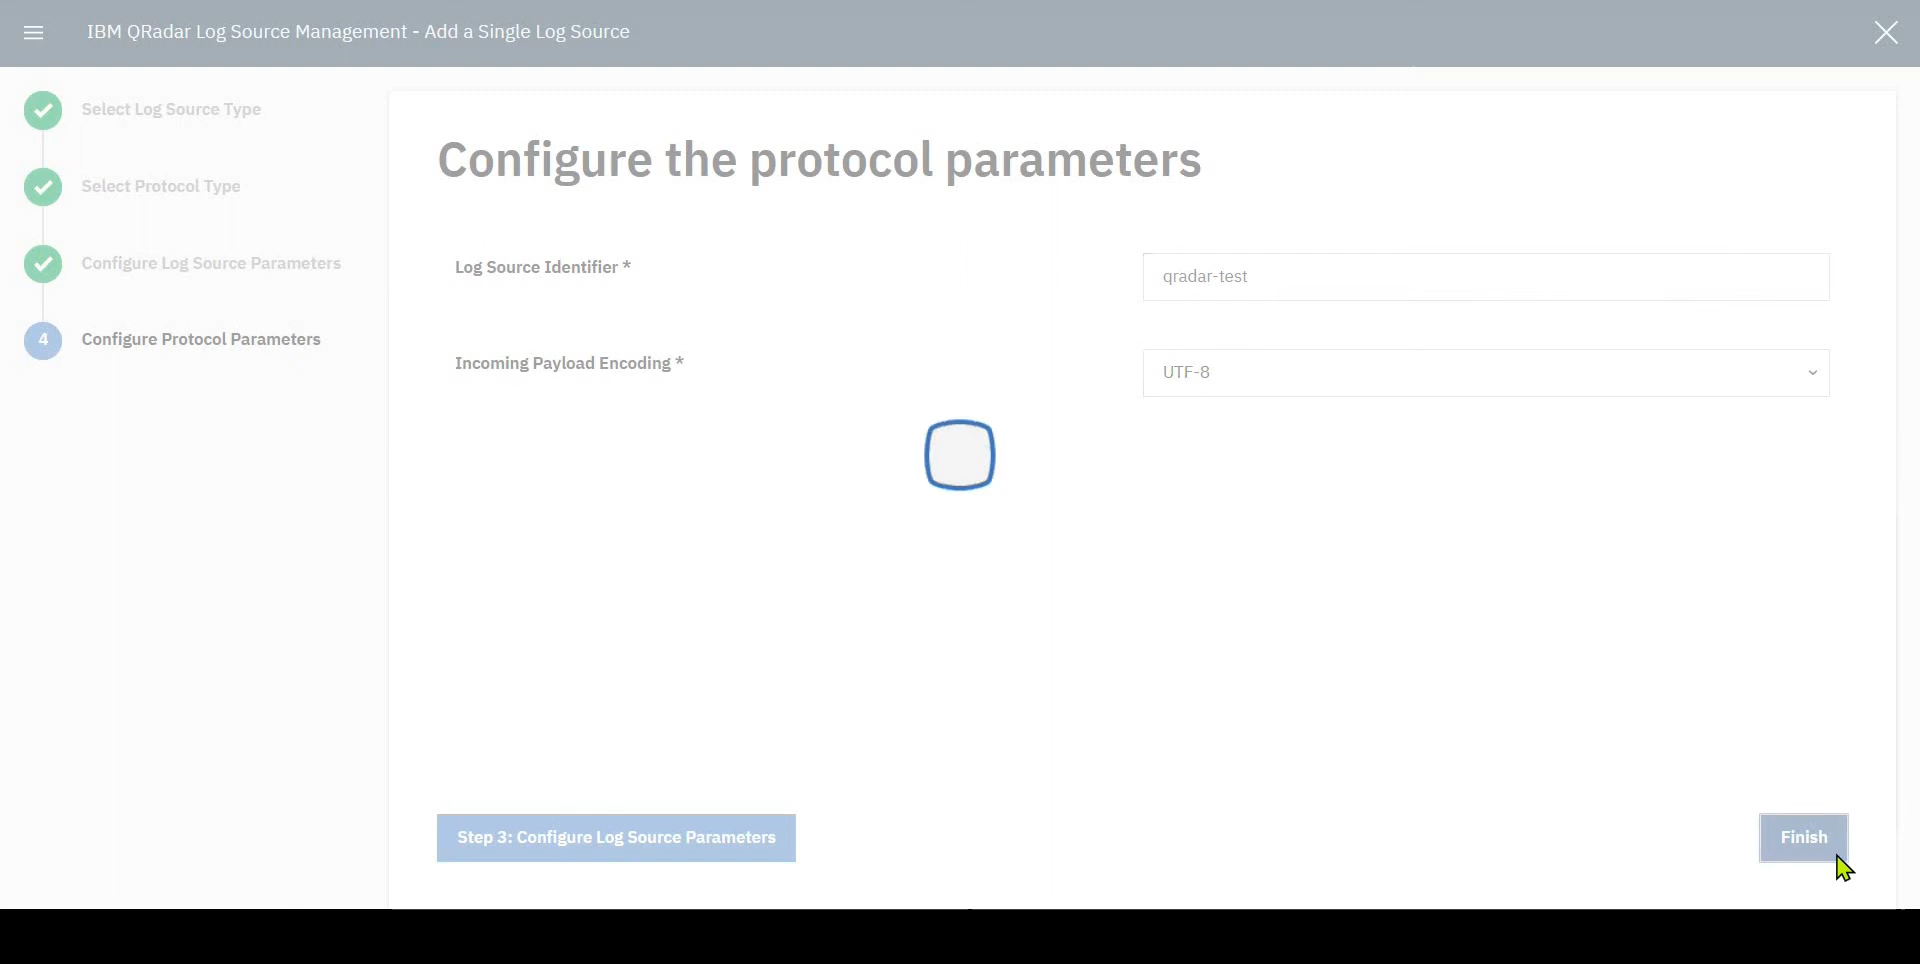 IBM QRadar Log Source Management - Add a Single Log Source
Select Log Source Type
Select Protocol Type
Configure Log Source Parameters
4 Configure Protocol Parameters
Configure the protocol parameters
Log Source Identifier *
qradar-test
Incoming Payload Encoding *
UTF-8
Step 3: Configure Log Source Parameters
Finish